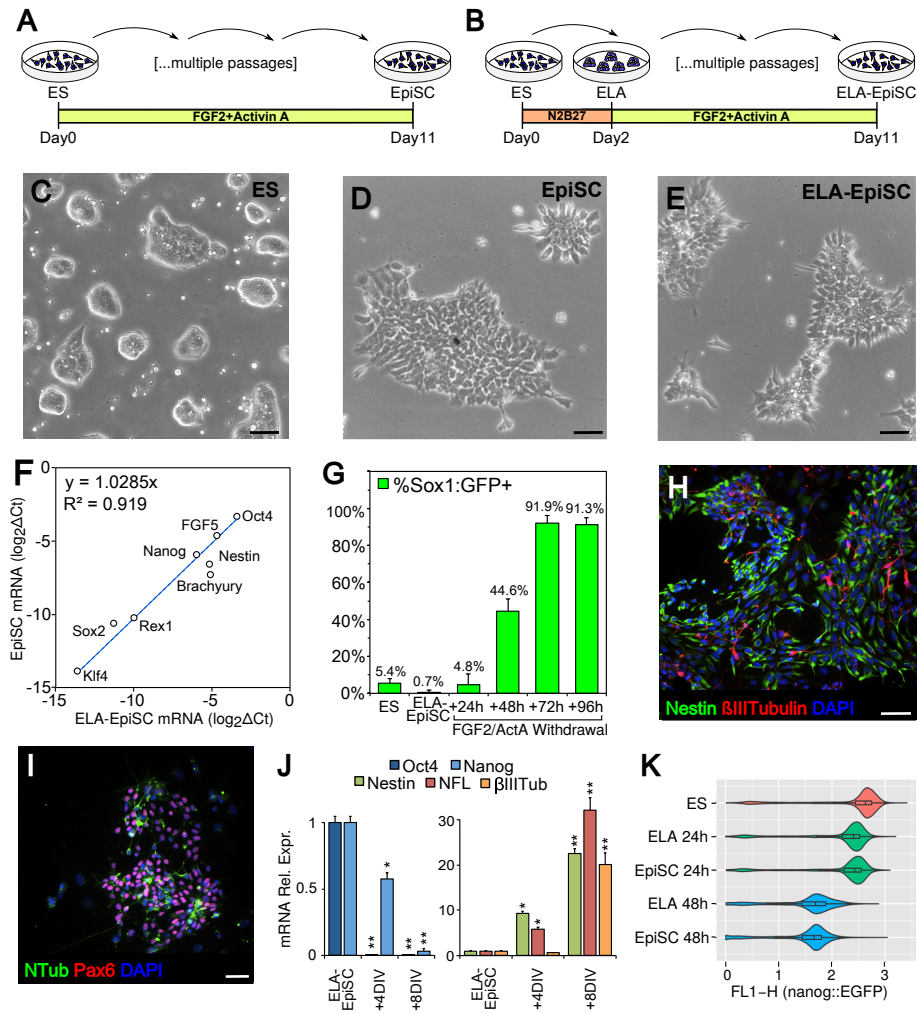 A
[...multiple passages]
ES
EpiSC
FGF2+Activin A
Day0
Day11
B
[...multiple passages]
ES
ELA
ELA-EpiSC
N2B27
FGF2+Activin A
Day0
Day2
Day11
C
ES
D
EpiSC
E
ELA-EpiSC
F
y = 1.0285x
R² = 0.919
EpiSC mRNA (log2ΔCt)
0
-5
-10
-15
Oct4
FGF5
Nanog
Nestin
Brachyury
Sox2
Rex1
Klf4
-15
-10
-5
0
ELA-EpiSC mRNA (log2ΔCt)
G
%Sox1:GFP+
100%
80%
60%
40%
20%
0%
5.4%
0.7%
4.8%
44.6%
91.9%
91.3%
ES
ELA-
EpiSC
+24h
+48h
+72h
+96h
FGF2/ActA Withdrawal
H
Nestin ßIIITubulin DAPI
I
NTub Pax6 DAPI
J
Oct4 Nanog
Nestin NFL βIIITub
mRNA Rel. Expr.
1
0.5
0
**
*
**
**
ELA-
EpiSC
+4DIV
+8DIV
30
20
10
0
*
*
**
**
**
ELA-
EpiSC
+4DIV
+8DIV
K
ES
ELA 24h
EpiSC 24h
ELA 48h
EpiSC 48h
0
1
2
3
FL1-H (nanog::EGFP)